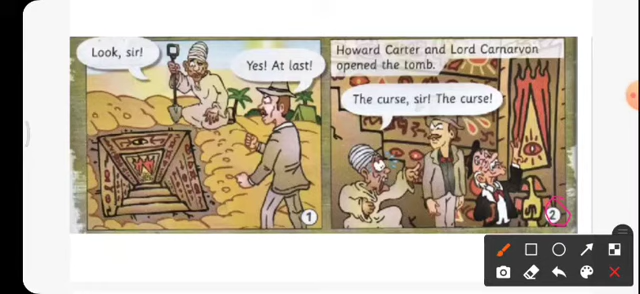 Look, sir!
Yes! At last!
1
Howard Carter and Lord Carnarvon
opened the tomb.
The curse, sir! The curse!
2